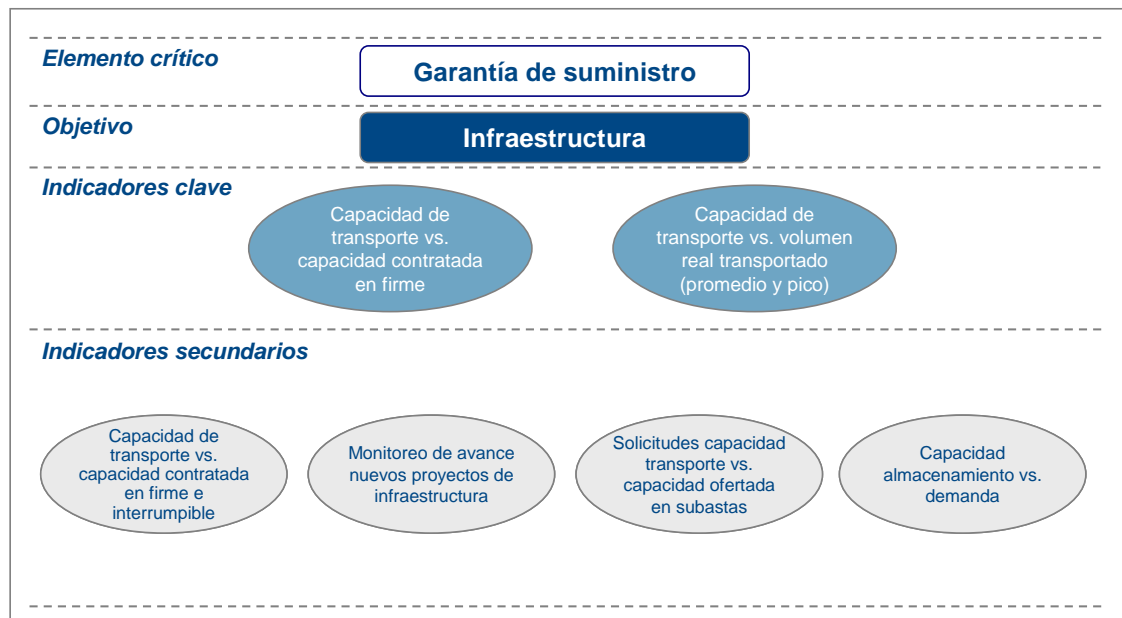 Elemento crítico
Garantía de suministro
Objetivo
Infraestructura
Indicadores clave
Capacidad de
transporte vs.
capacidad contratada
en firme
Capacidad de
transporte vs. volumen
real transportado
(promedio y pico)
Indicadores secundarios
Capacidad de
transporte vs.
capacidad contratada
en firme e
interrumpible
Monitoreo de avance
nuevos proyectos de
infraestructura
Solicitudes capacidad
transporte vs.
capacidad ofertada
en subastas
Capacidad
almacenamiento vs.
demanda